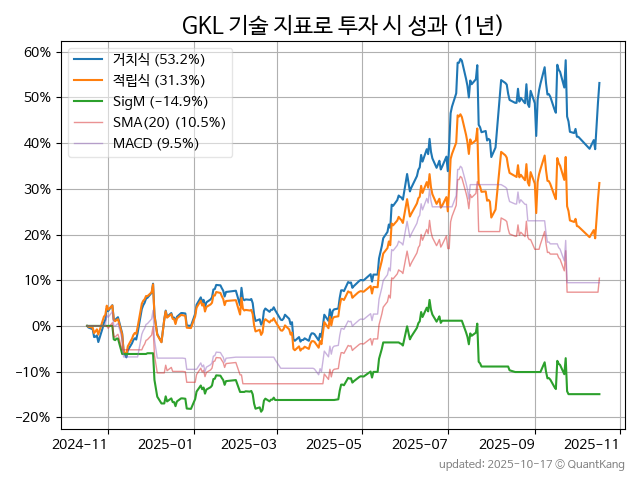 GKL 기술 지표로 투자 시 성과 (1년)
60%
50%
40%
30%
20%
10%
0%
−10%
−20%
거치식 (53.2%)
적립식 (31.3%)
SigM (−14.9%)
SMA(20) (10.5%)
MACD (9.5%)
2024−11
2025−01
2025−03
2025−05
2025−07
2025−09
2025−11
updated: 2025-10-17 © QuantKang